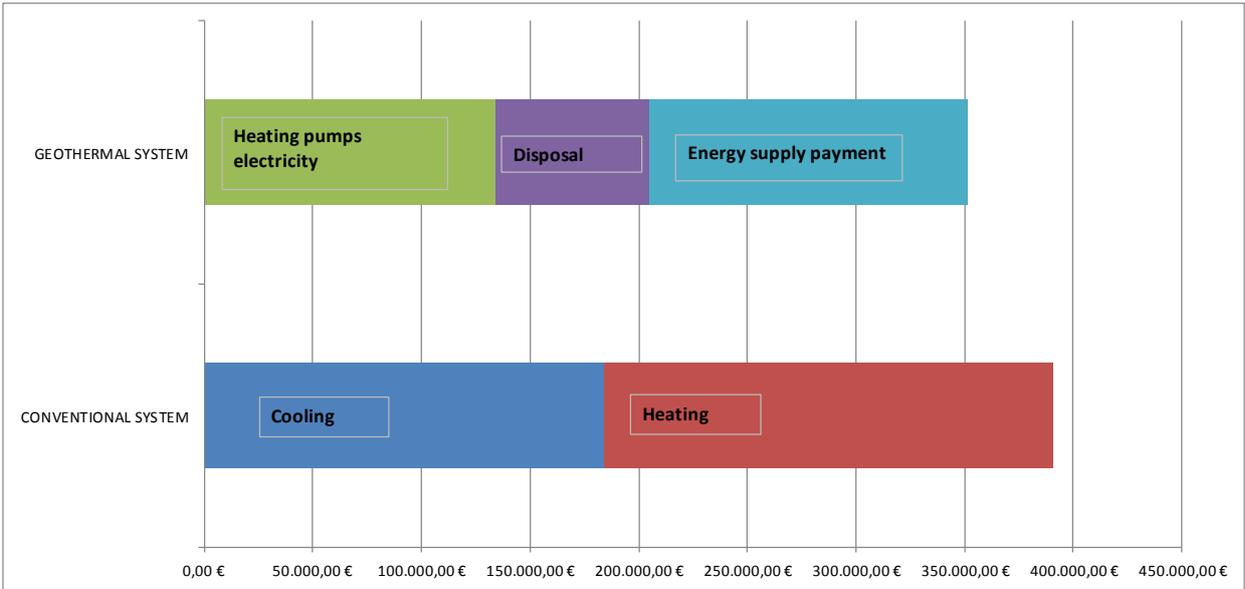 GEOTHERMAL SYSTEM
Heating pumps
electricity
Disposal
Energy supply payment
CONVENTIONAL SYSTEM
Cooling
Heating
0,00 €
50.000,00 €
100.000,00 €
150.000,00 €
200.000,00 €
250.000,00 €
300.000,00 €
350.000,00 €
400.000,00 €
450.000,00 €